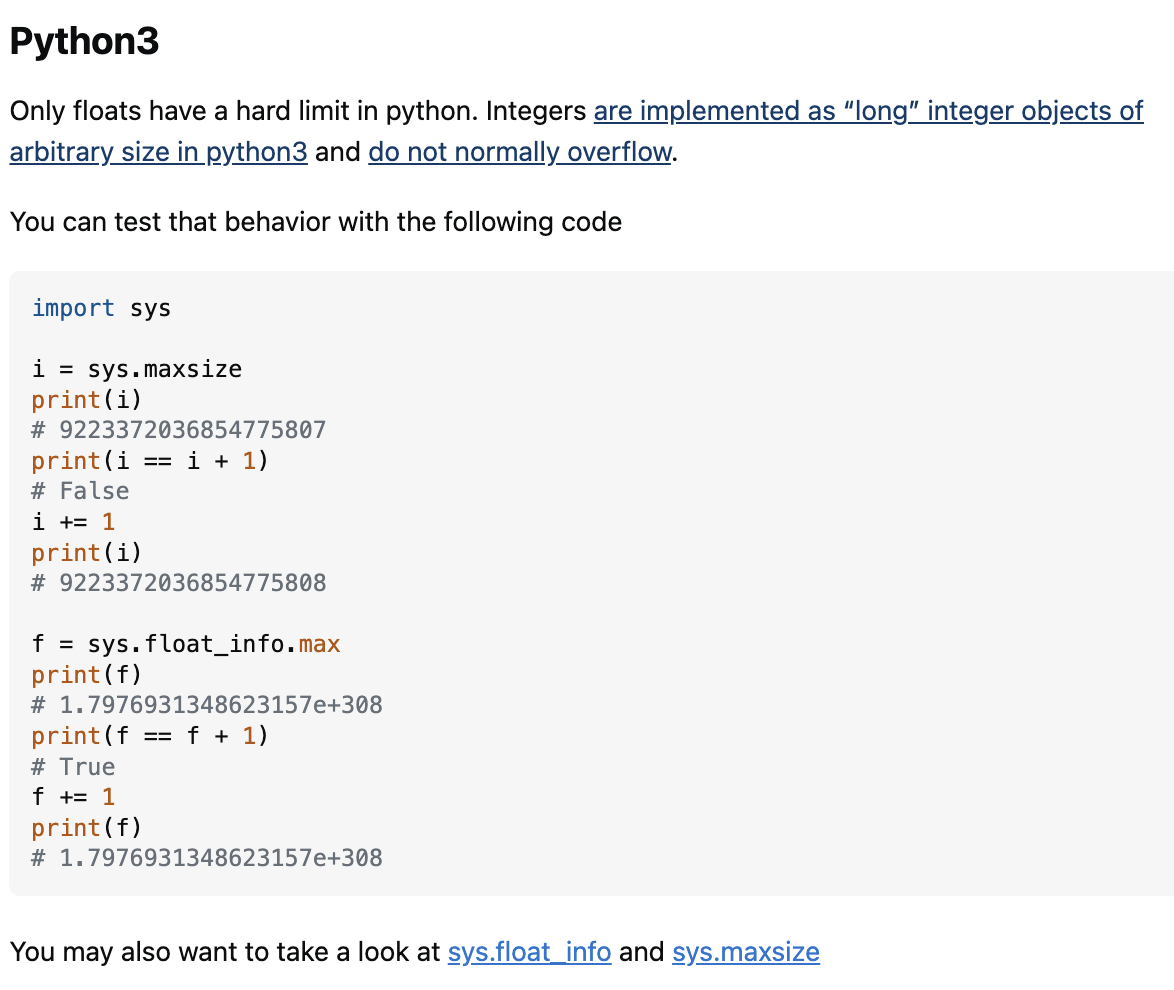 Python3
Only floats have a hard limit in python. Integers are implemented as “long” integer objects of
arbitrary size in python3 and do not normally overflow.
You can test that behavior with the following code
import sys
i = sys.maxsize
print(i)
# 9223372036854775807
print(i == i + 1)
# False
i += 1
print(i)
# 9223372036854775808
f = sys.float_info.max
print(f)
# 1.7976931348623157e+308
print(f == f + 1)
# True
f += 1
print(f)
# 1.7976931348623157e+308
You may also want to take a look at sys.float_info and sys.maxsize